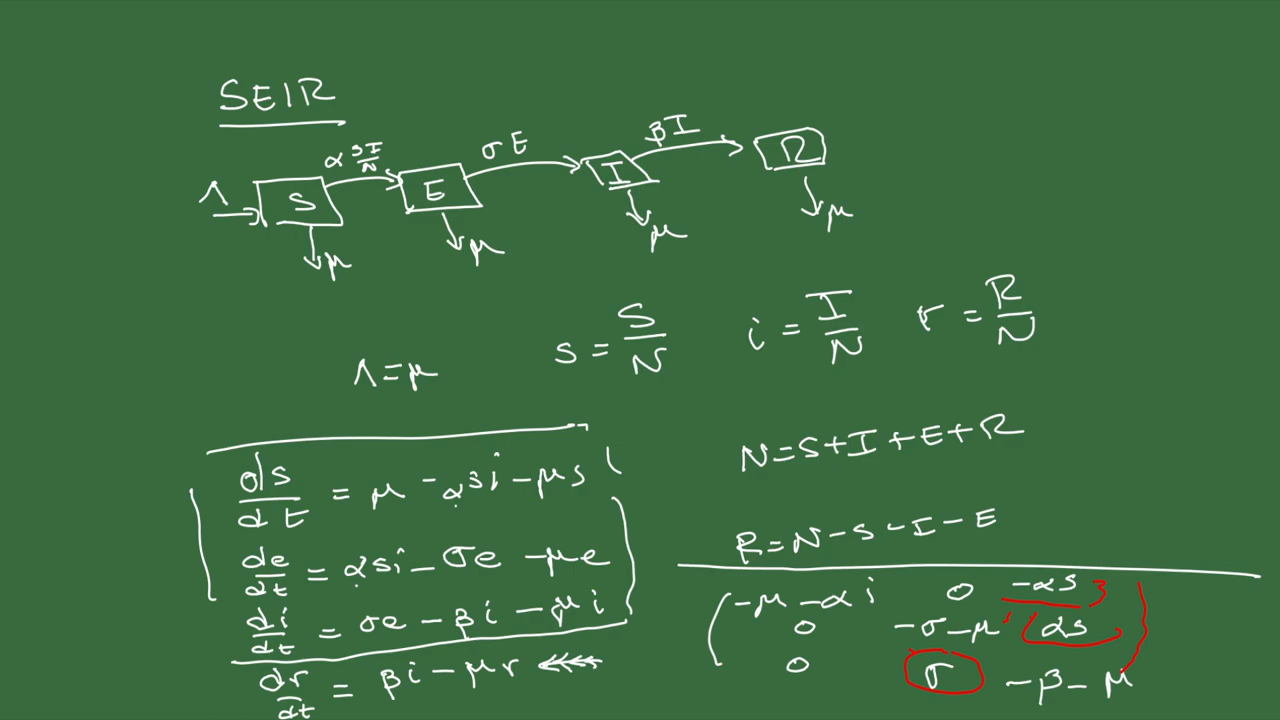 SEIR
Λ S α SI/N E σE I βI R
μ μ μ μ
Λ = μ s = S/N i = I/N r = R/N
N = S + I + E + R
R = N - S - I - E
ds/dt = μ - αsi - μs
de/dt = αsi - σe - μe
di/dt = σe - βi - μi
dr/dt = βi - μr
-μ - αi 0 -αs
0 -σ-μ αs
0 σ -β-μ